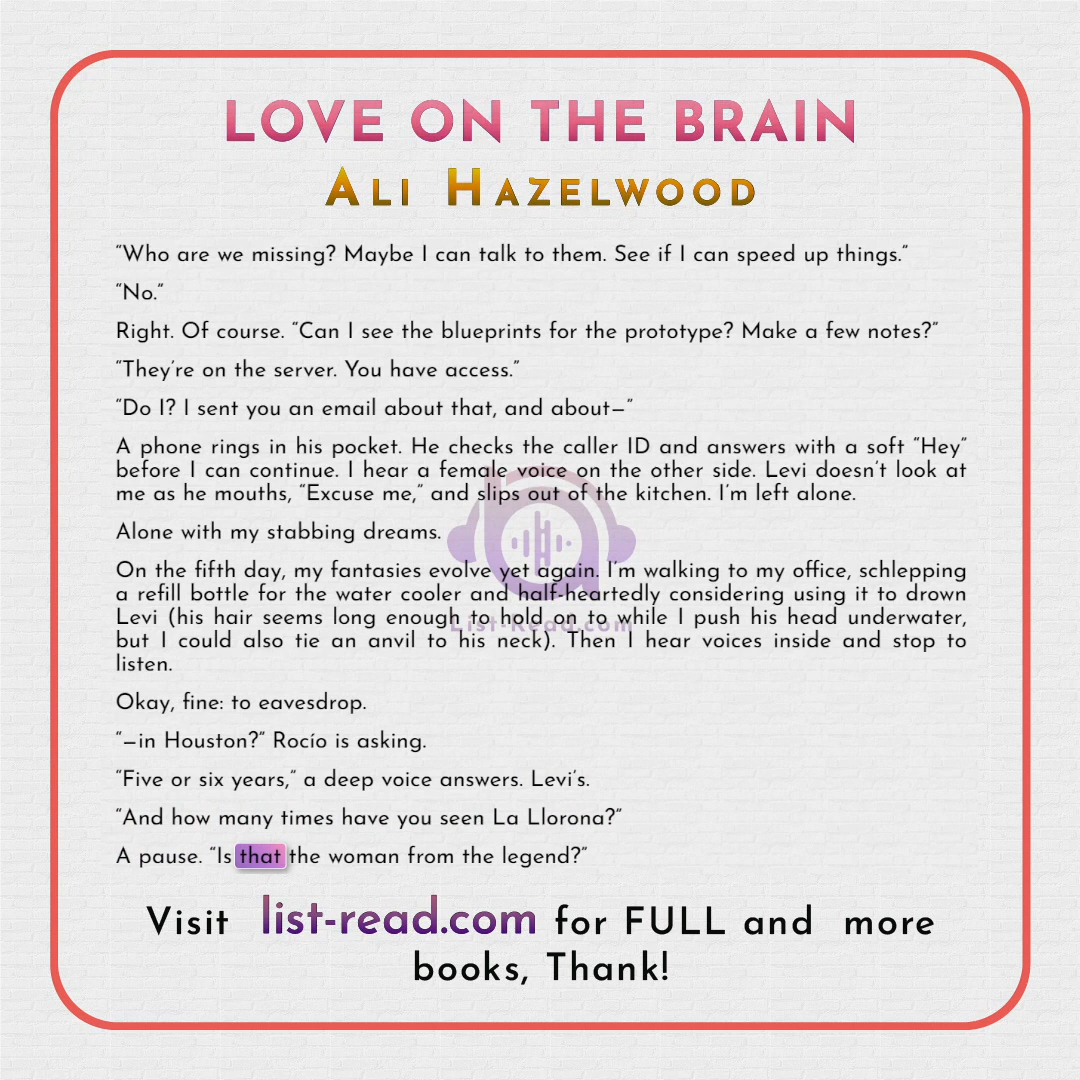 LOVE ON THE BRAIN
ALI HAZELWOOD
“Who are we missing? Maybe I can talk to them. See if I can speed up things.”
“No.”
Right. Of course. “Can I see the blueprints for the prototype? Make a few notes?”
“They’re on the server. You have access.”
“Do I? I sent you an email about that, and about—”
A phone rings in his pocket. He checks the caller ID and answers with a soft “Hey”
before I can continue. I hear a female voice on the other side. Levi doesn’t look at
me as he mouths, “Excuse me,” and slips out of the kitchen. I’m left alone.
Alone with my stabbing dreams.
On the fifth day, my fantasies evolve yet again. I’m walking to my office, schlepping
a refill bottle for the water cooler and half-heartedly considering using it to drown
Levi (his hair seems long enough to hold on to while I push his head underwater,
List-Read.com
but I could also tie an anvil to his neck). Then I hear voices inside and stop to
listen.
Okay, fine: to eavesdrop.
“—in Houston?” Rocío is asking.
“Five or six years,” a deep voice answers. Levi’s.
“And how many times have you seen La Llorona?”
A pause. “Is that the woman from the legend?”
Visit list-read.com for FULL and more
books, Thank!